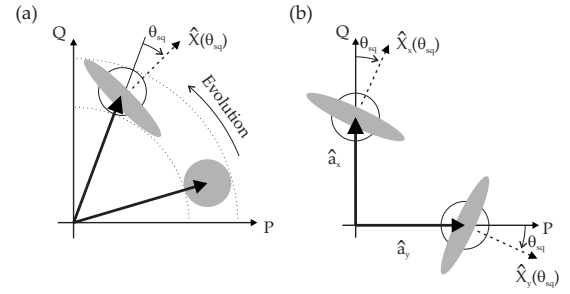 (a)
Q
θsq
X̂(θsq)
Evolution
P
(b)
Q
θsq
X̂x(θsq)
âx
P
θsq
ây
X̂y(θsq)